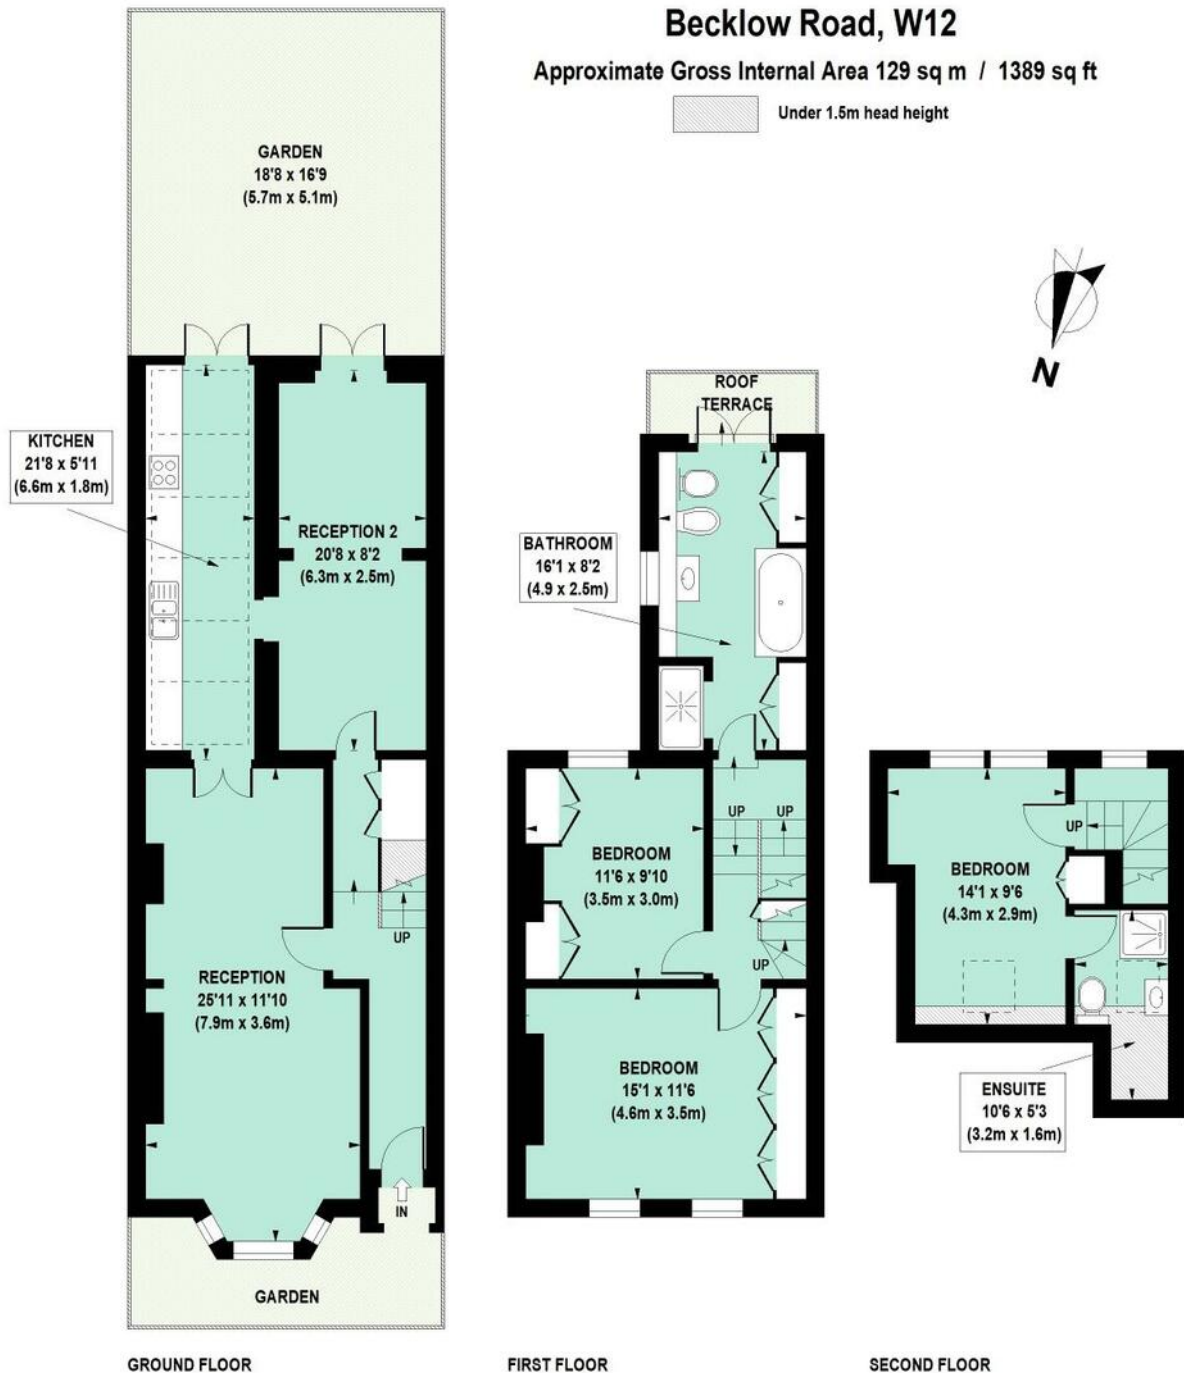 Becklow Road, W12
Approximate Gross Internal Area 129 sq m / 1389 sq ft
Under 1.5m head height
N
GARDEN
18'8 x 16'9
(5.7m x 5.1m)
KITCHEN
21'8 x 5'11
(6.6m x 1.8m)
RECEPTION 2
20'8 x 8'2
(6.3m x 2.5m)
UP
RECEPTION
25'11 x 11'10
(7.9m x 3.6m)
IN
GARDEN
GROUND FLOOR
ROOF
TERRACE
BATHROOM
16'1 x 8'2
(4.9 x 2.5m)
UP
UP
BEDROOM
11'6 x 9'10
(3.5m x 3.0m)
UP
BEDROOM
15'1 x 11'6
(4.6m x 3.5m)
FIRST FLOOR
UP
BEDROOM
14'1 x 9'6
(4.3m x 2.9m)
ENSUITE
10'6 x 5'3
(3.2m x 1.6m)
SECOND FLOOR